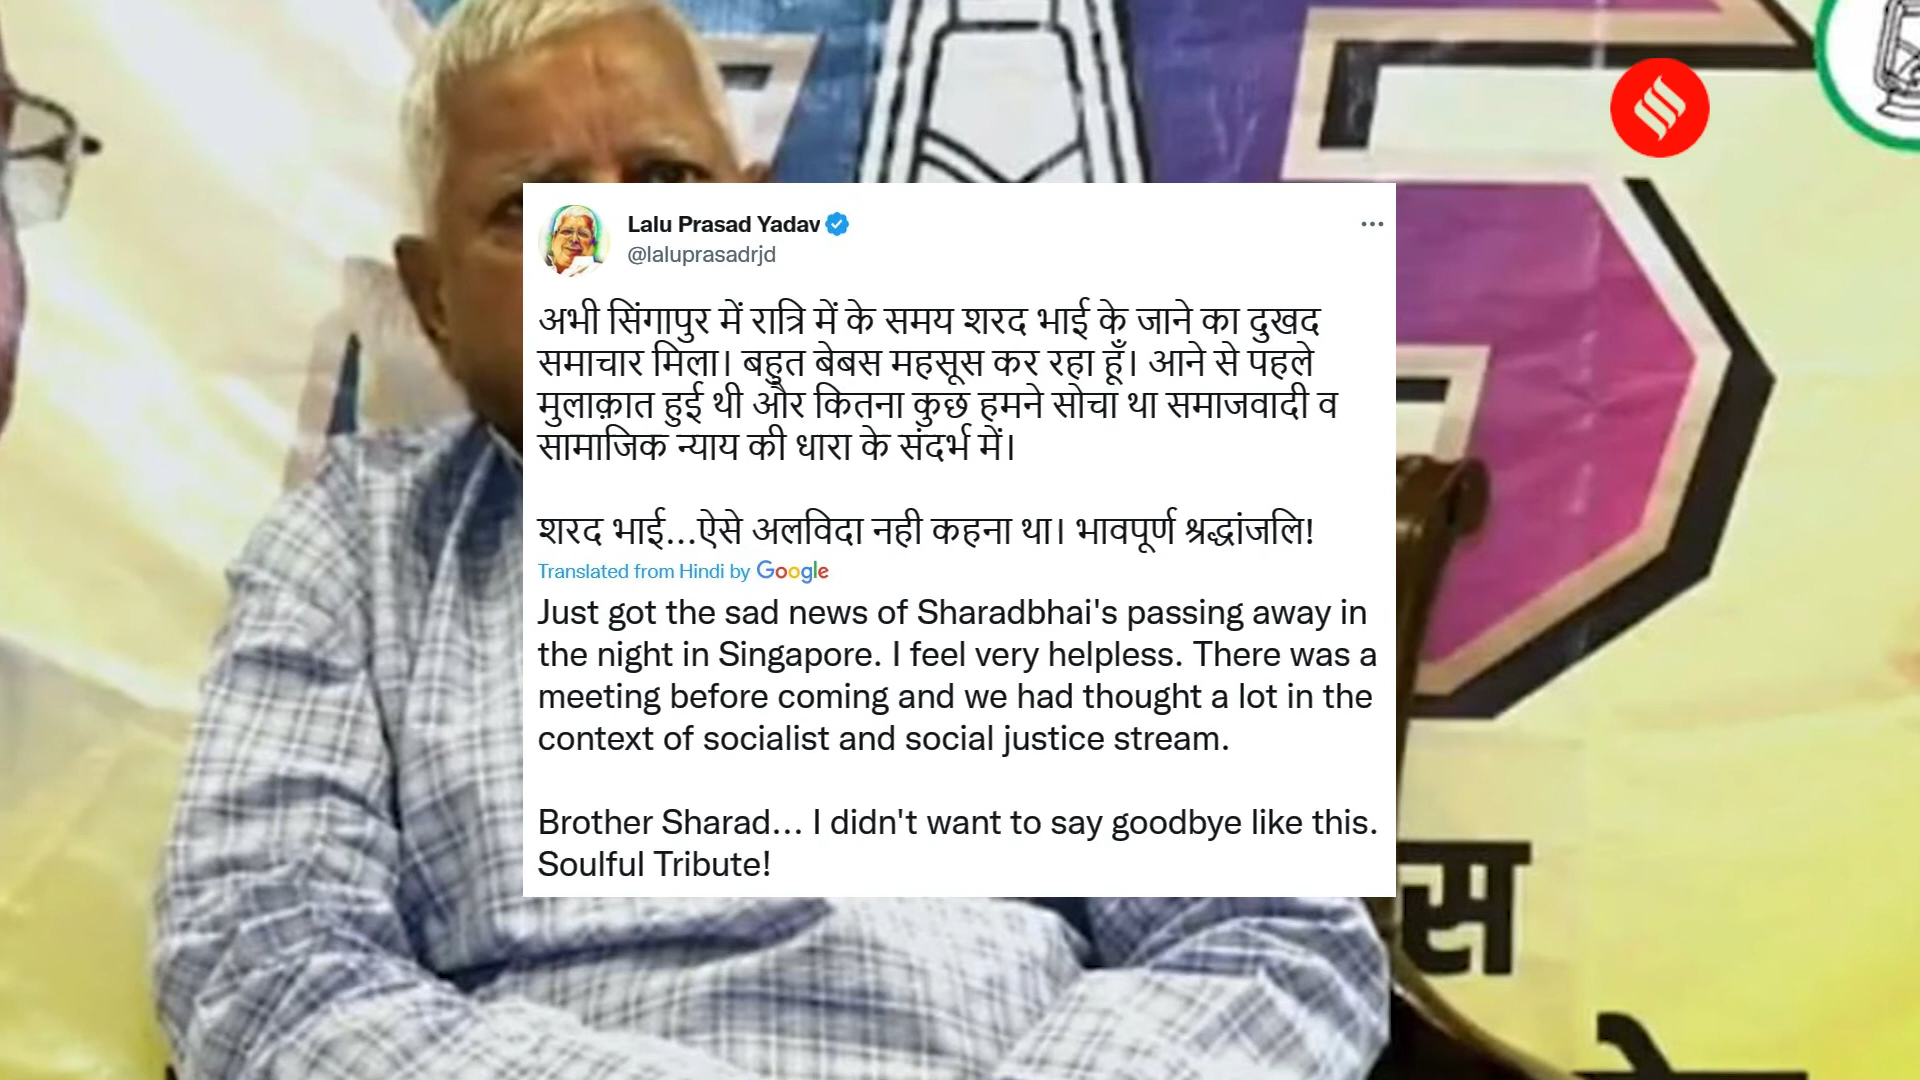 Lalu Prasad Yadav
@laluprasadrjd
अभी सिंगापुर में रात्रि में के समय शरद भाई के जाने का दुखद
समाचार मिला। बहुत बेबस महसूस कर रहा हूँ। आने से पहले
मुलाक़ात हुई थी और कितना कुछ हमने सोचा था समाजवादी व
सामाजिक न्याय की धारा के संदर्भ में।
शरद भाई...ऐसे अलविदा नही कहना था। भावपूर्ण श्रद्धांजलि!
Translated from Hindi by Google
Just got the sad news of Sharadbhai's passing away in
the night in Singapore. I feel very helpless. There was a
meeting before coming and we had thought a lot in the
context of socialist and social justice stream.
Brother Sharad... I didn't want to say goodbye like this.
Soulful Tribute!